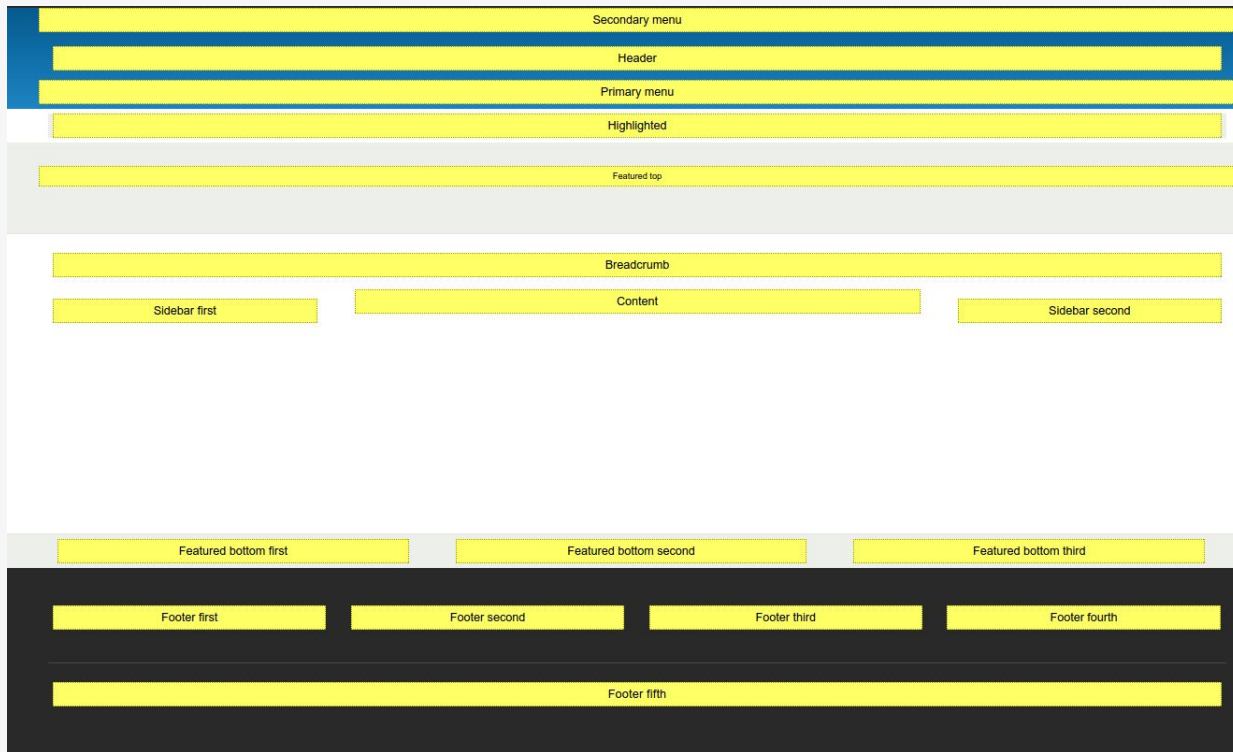 Secondary menu
Header
Primary menu
Highlighted
Featured top
Breadcrumb
Sidebar first
Content
Sidebar second
Featured bottom first
Featured bottom second
Featured bottom third
Footer first
Footer second
Footer third
Footer fourth
Footer fifth